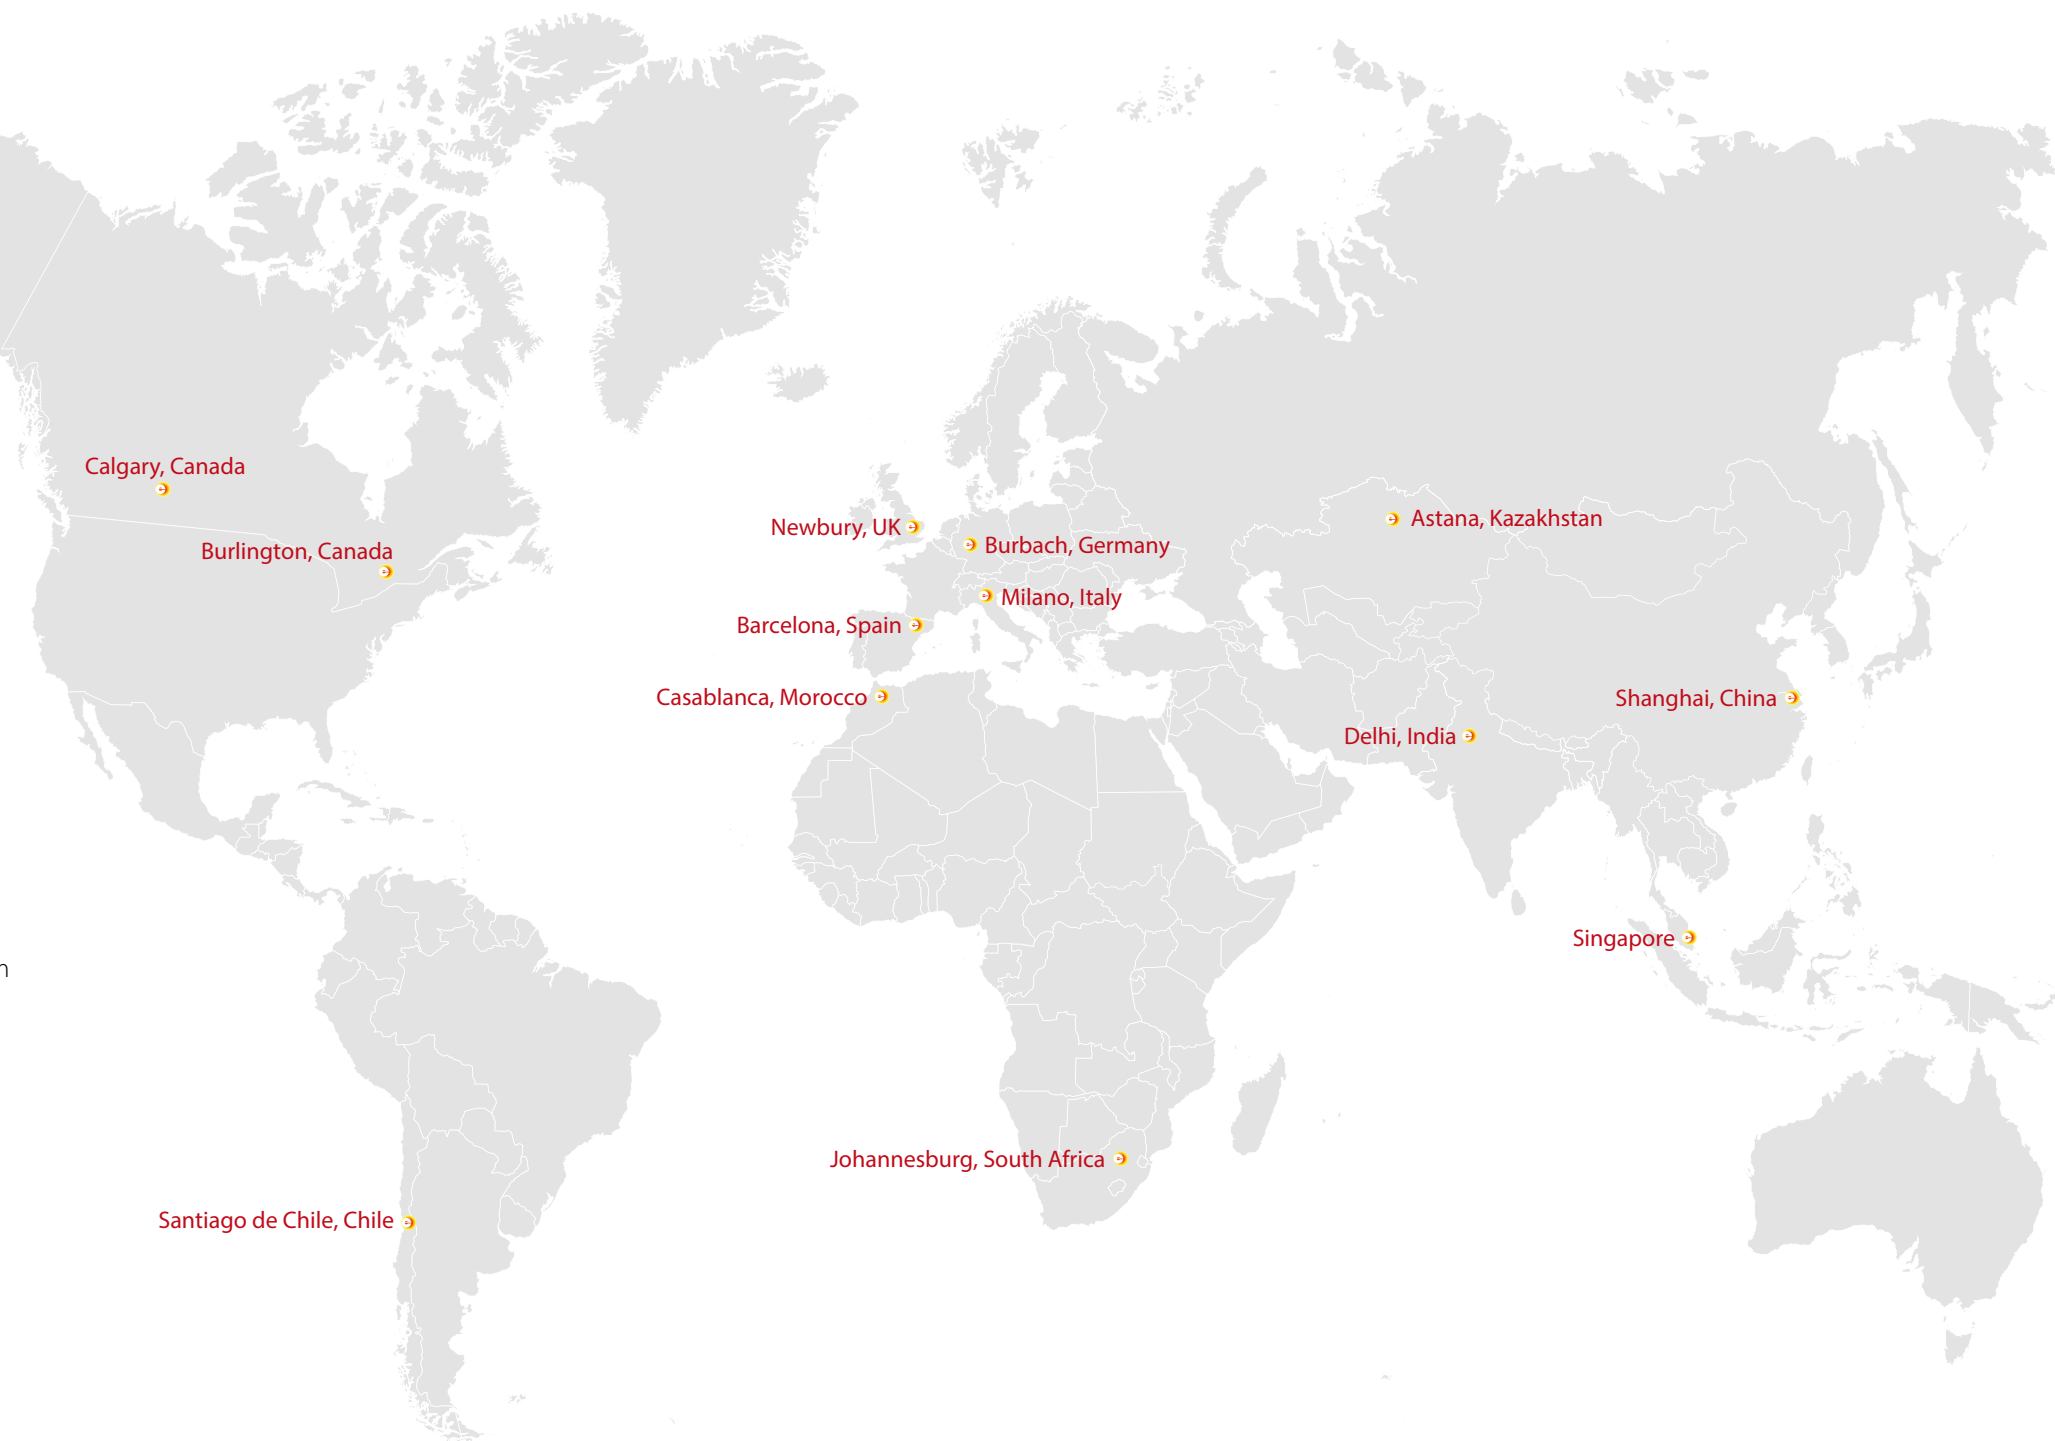 Calgary, Canada
Newbury, UK
Astana, Kazakhstan
Burbach, Germany
Burlington, Canada
Milano, Italy
Barcelona, Spain
Casablanca, Morocco
Shanghai, China
Delhi, India
Singapore
n
Johannesburg, South Africa
Santiago de Chile, Chile